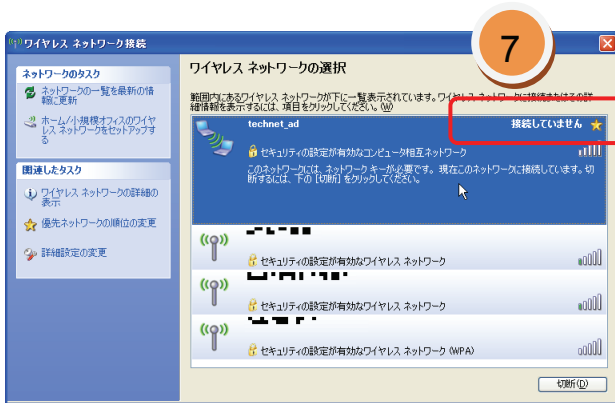 7
ワイヤレス ネットワーク接続
ネットワークのタスク
ネットワークの一覧を最新の情
報に更新
ホーム/小規模オフィスのワイヤ
レス ネットワークをセットアップす
る
関連したタスク
ワイヤレス ネットワークの詳細の
表示
優先ネットワークの順位の変更
詳細設定の変更
ワイヤレス ネットワークの選択
範囲内にあるワイヤレス ネットワークが下に一覧表示されています。ワイヤレス ネットワークに接続またはその詳
細情報を表示するには、項目をクリックしてください。(W)
technet_ad 接続していません
セキュリティの設定が有効なコンピュータ相互ネットワーク
このネットワークには、ネットワーク キーが必要です。現在このネットワークに接続しています。切
断するには、下の [切断] をクリックしてください。
セキュリティの設定が有効なワイヤレス ネットワーク
セキュリティの設定が有効なワイヤレス ネットワーク
セキュリティの設定が有効なワイヤレス ネットワーク (WPA)
切断(D)